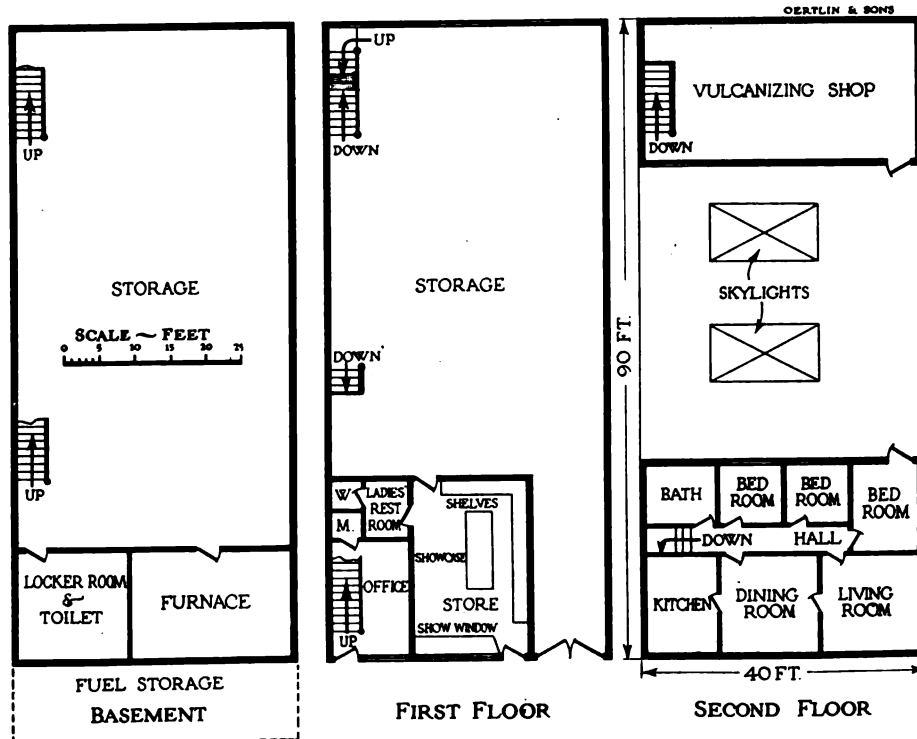 OERTLIN & SONS
UP
UP
STORAGE
SCALE ~ FEET
0 5 10 15 20 25
UP
LOCKER ROOM
&
TOILET
FURNACE
FUEL STORAGE
BASEMENT
UP
DOWN
STORAGE
DOWN
W.
LADIES'
REST
ROOM
M.
SHELVES
SHOWCASE
OFFICE
STORE
UP
SHOW WINDOW
FIRST FLOOR
90 FT.
VULCANIZING SHOP
DOWN
SKYLIGHTS
BATH
BED
ROOM
BED
ROOM
BED
ROOM
DOWN
HALL
KITCHEN
DINING
ROOM
LIVING
ROOM
40 FT.
SECOND FLOOR